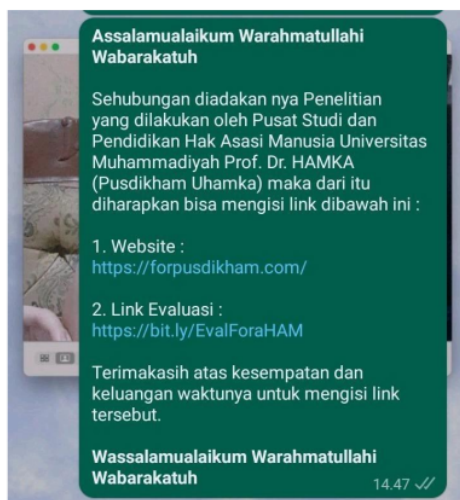 Assalamualaikum Warahmatullahi
Wabarakatuh
Sehubungan diadakan nya Penelitian
yang dilakukan oleh Pusat Studi dan
Pendidikan Hak Asasi Manusia Universitas
Muhammadiyah Prof. Dr. HAMKA
(Pusdikham Uhamka) maka dari itu
diharapkan bisa mengisi link dibawah ini :
1. Website :
https://forpusdikham.com/
2. Link Evaluasi :
https://bit.ly/EvalForaHAM
Terimakasih atas kesempatan dan
keluangan waktunya untuk mengisi link
tersebut.
Wassalamualaikum Warahmatullahi
Wabarakatuh
14.47